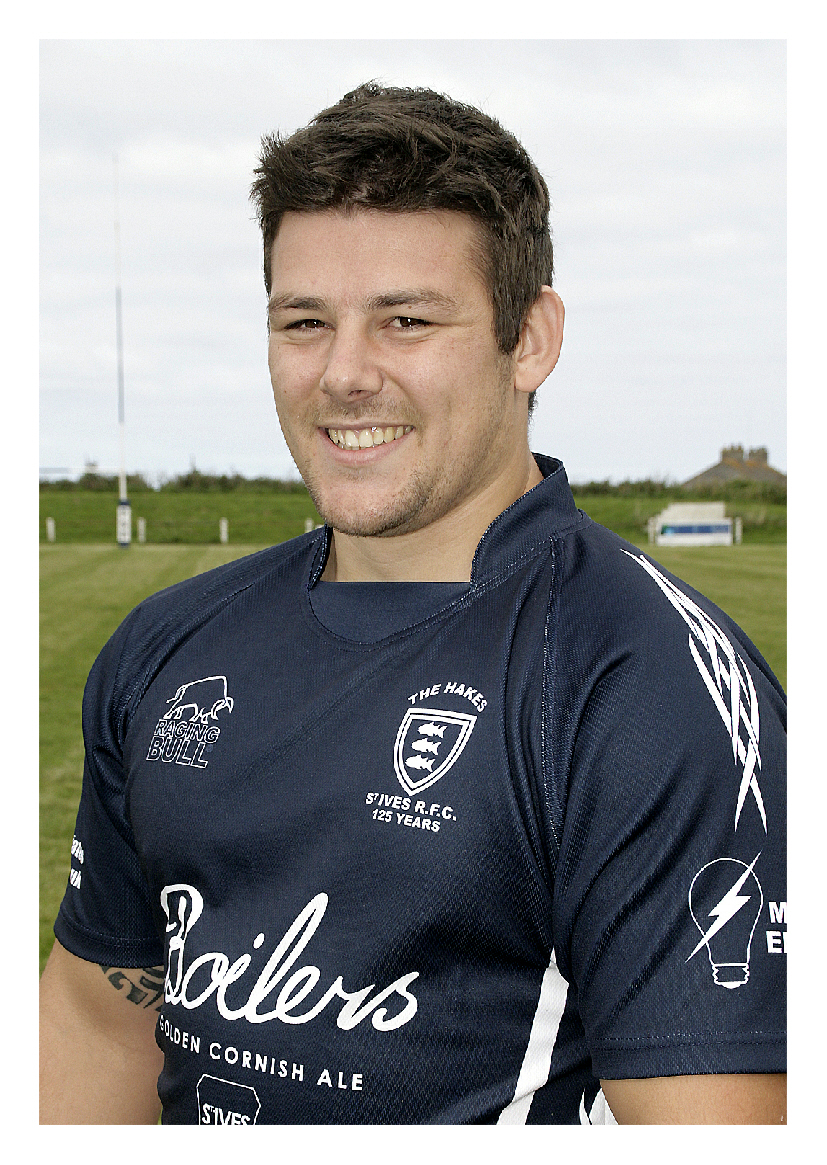 THE HAKES
RAGING
BULL
ST IVES R.F.C.
125 YEARS
Boilers
GOLDEN CORNISH ALE
ST IVES